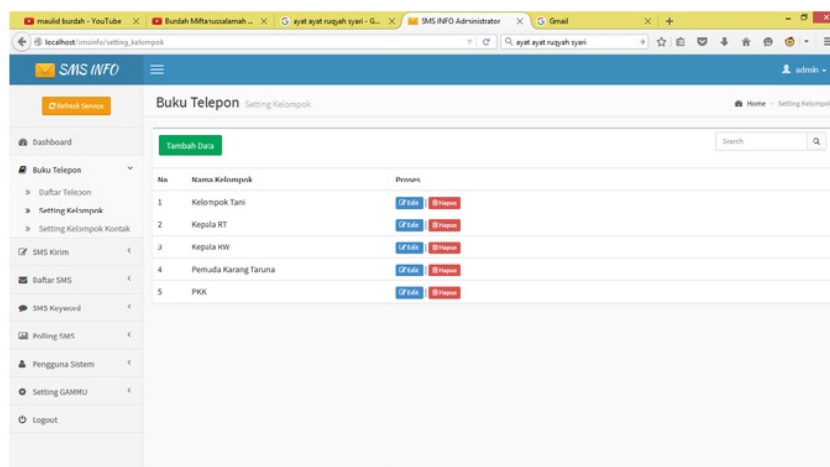 maulid burdah - YouTube
Burdah Miftahussalamah ...
ayat ayat ruqyah syari - G...
SMS INFO Administrator
Gmail
localhost/smsinfo/setting_kelompok
ayat ayat ruqyah syari
SMS INFO
admin
Refresh Service
Buku Telepon Setting Kelompok
Home > Setting Kelompok
Dashboard
Tambah Data
Search
Buku Telepon
Daftar Telepon
Setting Kelompok
Setting Kelompok Kontak
SMS Kirim
Daftar SMS
SMS Keyword
Polling SMS
Pengguna Sistem
Setting GAMMU
Logout
No Nama Kelompok Proses
1 Kelompok Tani Edit | Hapus
2 Kepala RT Edit | Hapus
3 Kepala RW Edit | Hapus
4 Pemuda Karang Taruna Edit | Hapus
5 PKK Edit | Hapus